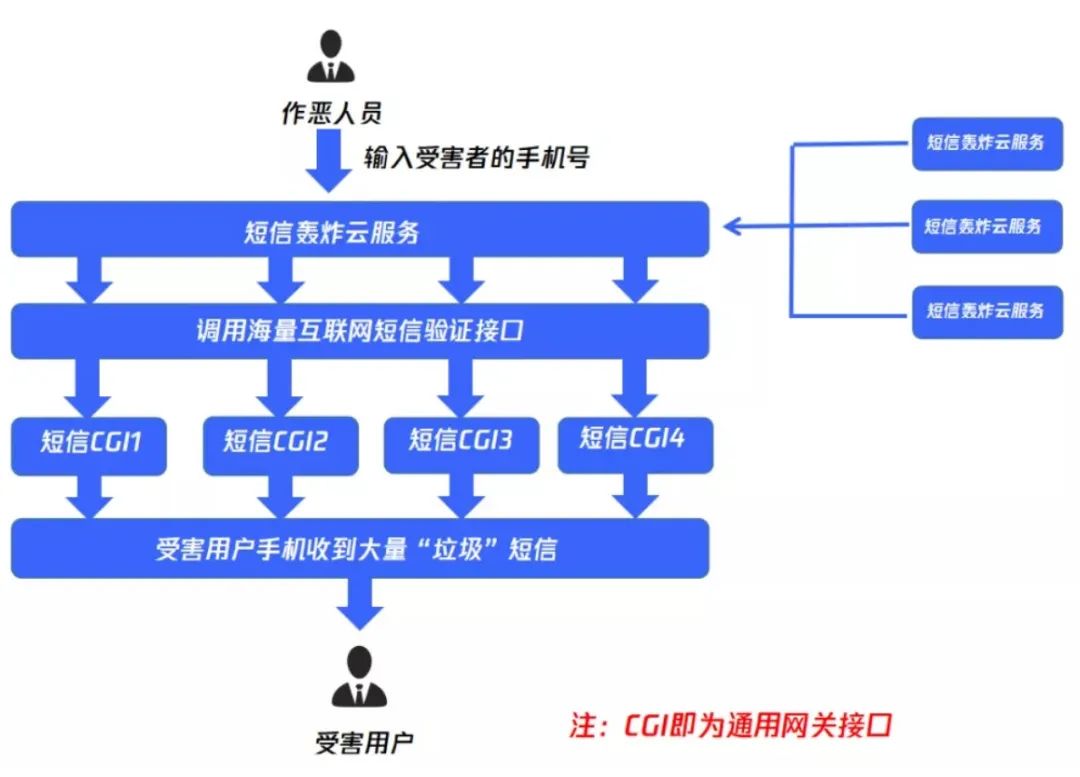 作恶人员
输入受害者的手机号
短信轰炸云服务
短信轰炸云服务
短信轰炸云服务
短信轰炸云服务
调用海量互联网短信验证接口
短信CGI1
短信CGI2
短信CGI3
短信CGI4
受害用户手机收到大量“垃圾”短信
受害用户
注：CGI即为通用网关接口